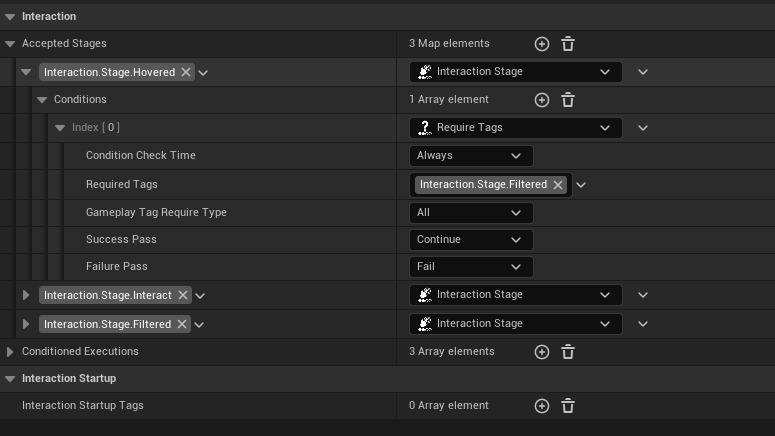 Interaction
Accepted Stages 3 Map elements
Interaction.Stage.Hovered Interaction Stage
Conditions 1 Array element
Index [ 0 ] Require Tags
Condition Check Time Always
Required Tags Interaction.Stage.Filtered
Gameplay Tag Require Type All
Success Pass Continue
Failure Pass Fail
Interaction.Stage.Interact Interaction Stage
Interaction.Stage.Filtered Interaction Stage
Conditioned Executions 3 Array elements
Interaction Startup
Interaction Startup Tags 0 Array element